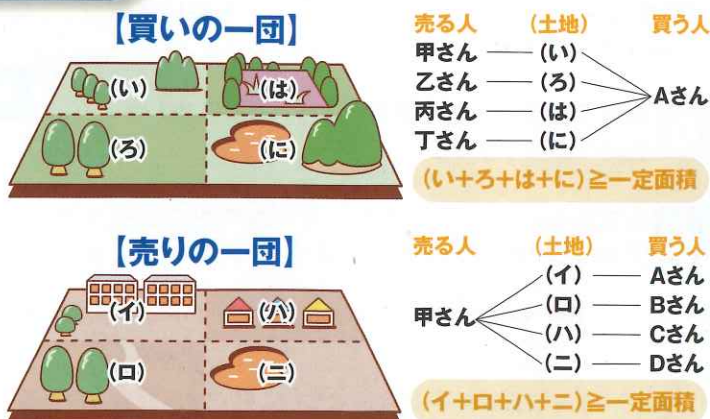 【買いの一団】
(い)
(は)
(ろ)
(に)
売る人 (土地) 買う人
甲さん (い)
乙さん (ろ)
丙さん (は)
丁さん (に)
Aさん
(い+ろ+は+に)≧一定面積
【売りの一団】
(イ)
(ハ)
(ロ)
(ニ)
売る人 (土地) 買う人
甲さん
(イ) Aさん
(ロ) Bさん
(ハ) Cさん
(ニ) Dさん
(イ+ロ+ハ+ニ)≧一定面積